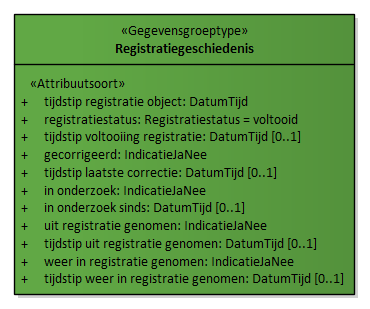 «Gegevensgroeptype»
Registratiegeschiedenis
«Attribuutsoort»
+ tijdstip registratie object: DatumTijd
+ registratiestatus: Registratiestatus = voltooid
+ tijdstip voltooiing registratie: DatumTijd [0..1]
+ gecorrigeerd: IndicatieJaNee
+ tijdstip laatste correctie: DatumTijd [0..1]
+ in onderzoek: IndicatieJaNee
+ in onderzoek sinds: DatumTijd [0..1]
+ uit registratie genomen: IndicatieJaNee
+ tijdstip uit registratie genomen: DatumTijd [0..1]
+ weer in registratie genomen: IndicatieJaNee
+ tijdstip weer in registratie genomen: DatumTijd [0..1]